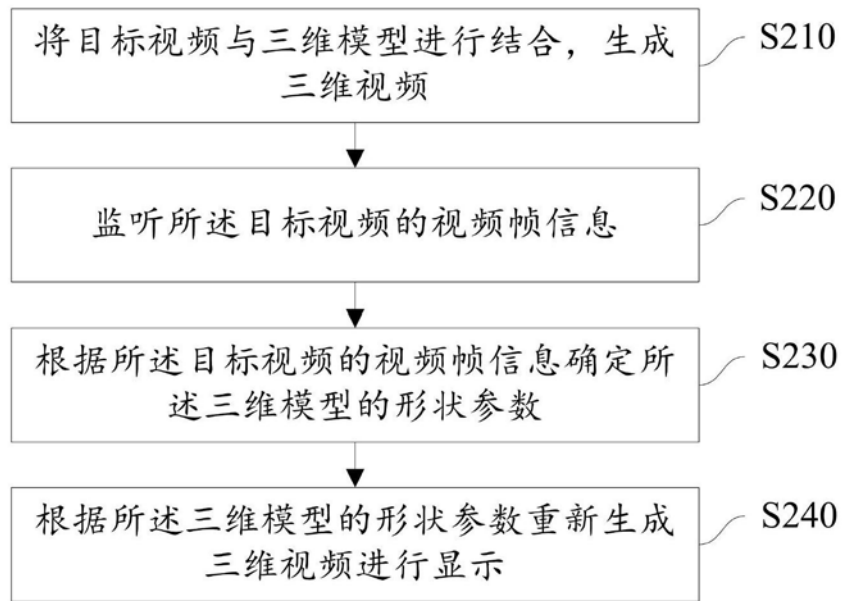 将目标视频与三维模型进行结合，生成
三维视频
S210
监听所述目标视频的视频帧信息
S220
根据所述目标视频的视频帧信息确定所
述三维模型的形状参数
S230
根据所述三维模型的形状参数重新生成
三维视频进行显示
S240